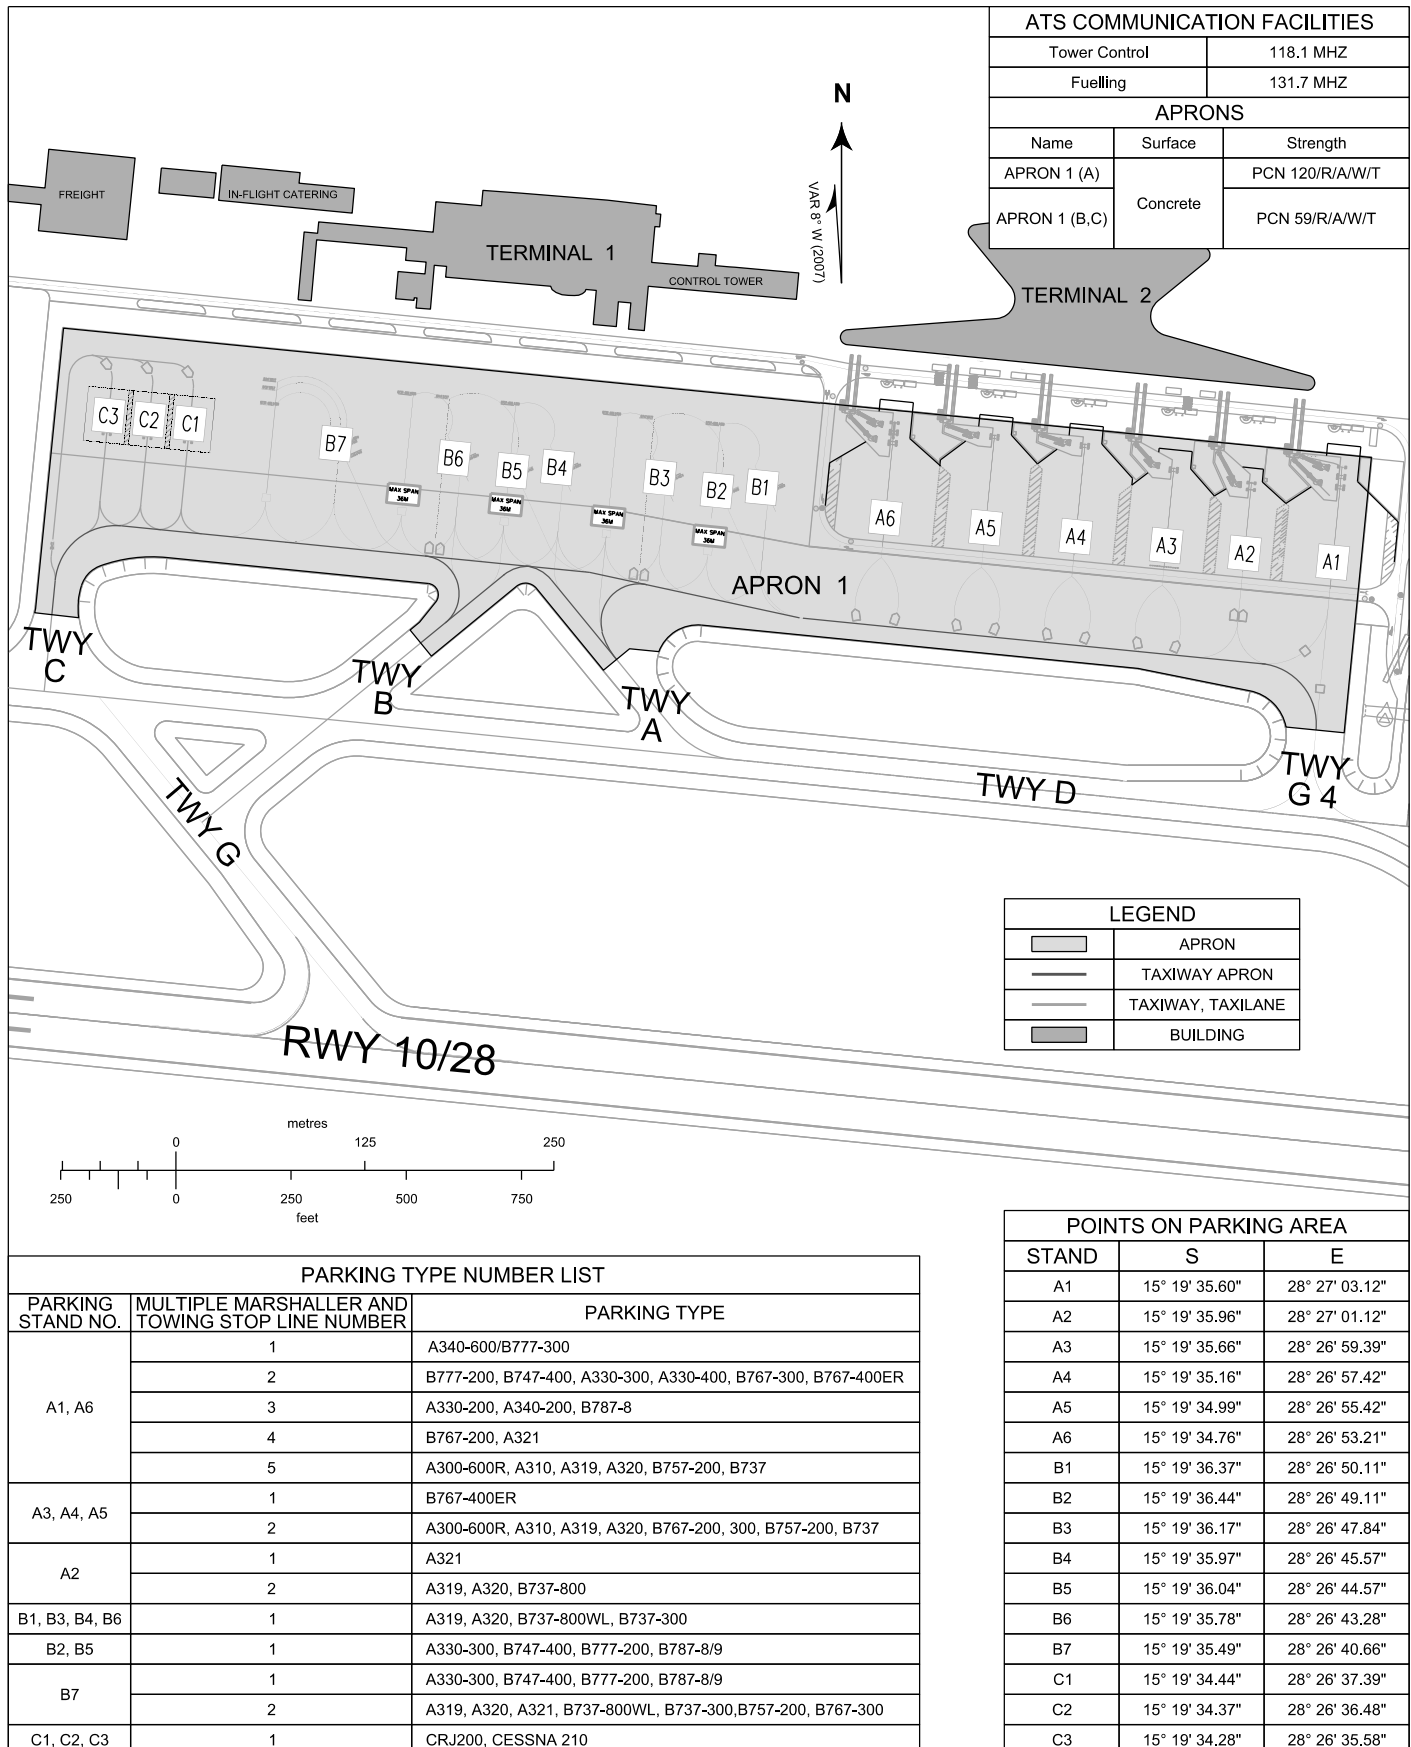 ATS COMMUNICATION FACILITIES
Tower Control 118.1 MHZ
Fuelling 131.7 MHZ
APRONS
Name Surface Strength
APRON 1 (A) Concrete PCN 120/R/A/W/T
APRON 1 (B,C) PCN 59/R/A/W/T
N
VAR 8° W (2007)
FREIGHT
IN-FLIGHT CATERING
TERMINAL 1
CONTROL TOWER
TERMINAL 2
C3
C2
C1
B7
B6
B5
B4
B3
B2
B1
A6
A5
A4
A3
A2
A1
MAX SPAN
36M
MAX SPAN
36M
MAX SPAN
36M
MAX SPAN
36M
APRON 1
TWY
C
TWY
B
TWY
A
TWY D
TWY
G 4
TWY G
RWY 10/28
LEGEND
APRON
TAXIWAY APRON
TAXIWAY, TAXILANE
BUILDING
metres
0 125 250
250 0 250 500 750
feet
PARKING TYPE NUMBER LIST
PARKING STAND NO. MULTIPLE MARSHALLER AND TOWING STOP LINE NUMBER PARKING TYPE
A1, A6
1 A340-600/B777-300
2 B777-200, B747-400, A330-300, A330-400, B767-300, B767-400ER
3 A330-200, A340-200, B787-8
4 B767-200, A321
5 A300-600R, A310, A319, A320, B757-200, B737
A3, A4, A5
1 B767-400ER
2 A300-600R, A310, A319, A320, B767-200, 300, B757-200, B737
A2
1 A321
2 A319, A320, B737-800
B1, B3, B4, B6 1 A319, A320, B737-800WL, B737-300
B2, B5 1 A330-300, B747-400, B777-200, B787-8/9
B7
1 A330-300, B747-400, B777-200, B787-8/9
2 A319, A320, A321, B737-800WL, B737-300,B757-200, B767-300
C1, C2, C3 1 CRJ200, CESSNA 210
POINTS ON PARKING AREA
STAND S E
A1 15° 19' 35.60" 28° 27' 03.12"
A2 15° 19' 35.96" 28° 27' 01.12"
A3 15° 19' 35.66" 28° 26' 59.39"
A4 15° 19' 35.16" 28° 26' 57.42"
A5 15° 19' 34.99" 28° 26' 55.42"
A6 15° 19' 34.76" 28° 26' 53.21"
B1 15° 19' 36.37" 28° 26' 50.11"
B2 15° 19' 36.44" 28° 26' 49.11"
B3 15° 19' 36.17" 28° 26' 47.84"
B4 15° 19' 35.97" 28° 26' 45.57"
B5 15° 19' 36.04" 28° 26' 44.57"
B6 15° 19' 35.78" 28° 26' 43.28"
B7 15° 19' 35.49" 28° 26' 40.66"
C1 15° 19' 34.44" 28° 26' 37.39"
C2 15° 19' 34.37" 28° 26' 36.48"
C3 15° 19' 34.28" 28° 26' 35.58"